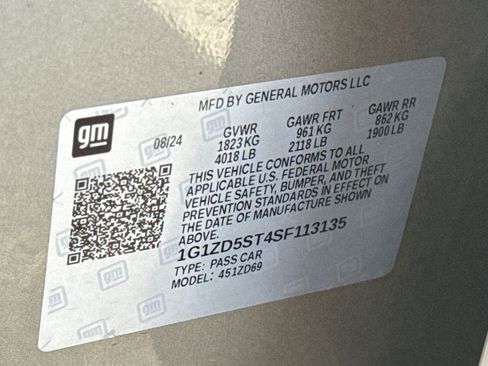 MFD BY GENERAL MOTORS LLC
gm
08/24 GVWR GAWR FRT GAWR RR
1823 KG 961 KG 862 KG
4018 LB 2118 LB 1900 LB
THIS VEHICLE CONFORMS TO ALL
APPLICABLE U.S. FEDERAL MOTOR
VEHICLE SAFETY, BUMPER, AND THEFT
PREVENTION STANDARDS IN EFFECT ON
THE DATE OF MANUFACTURE SHOWN
ABOVE.
1G1ZD5ST4SF113135
TYPE: PASS CAR
MODEL: 451ZD69